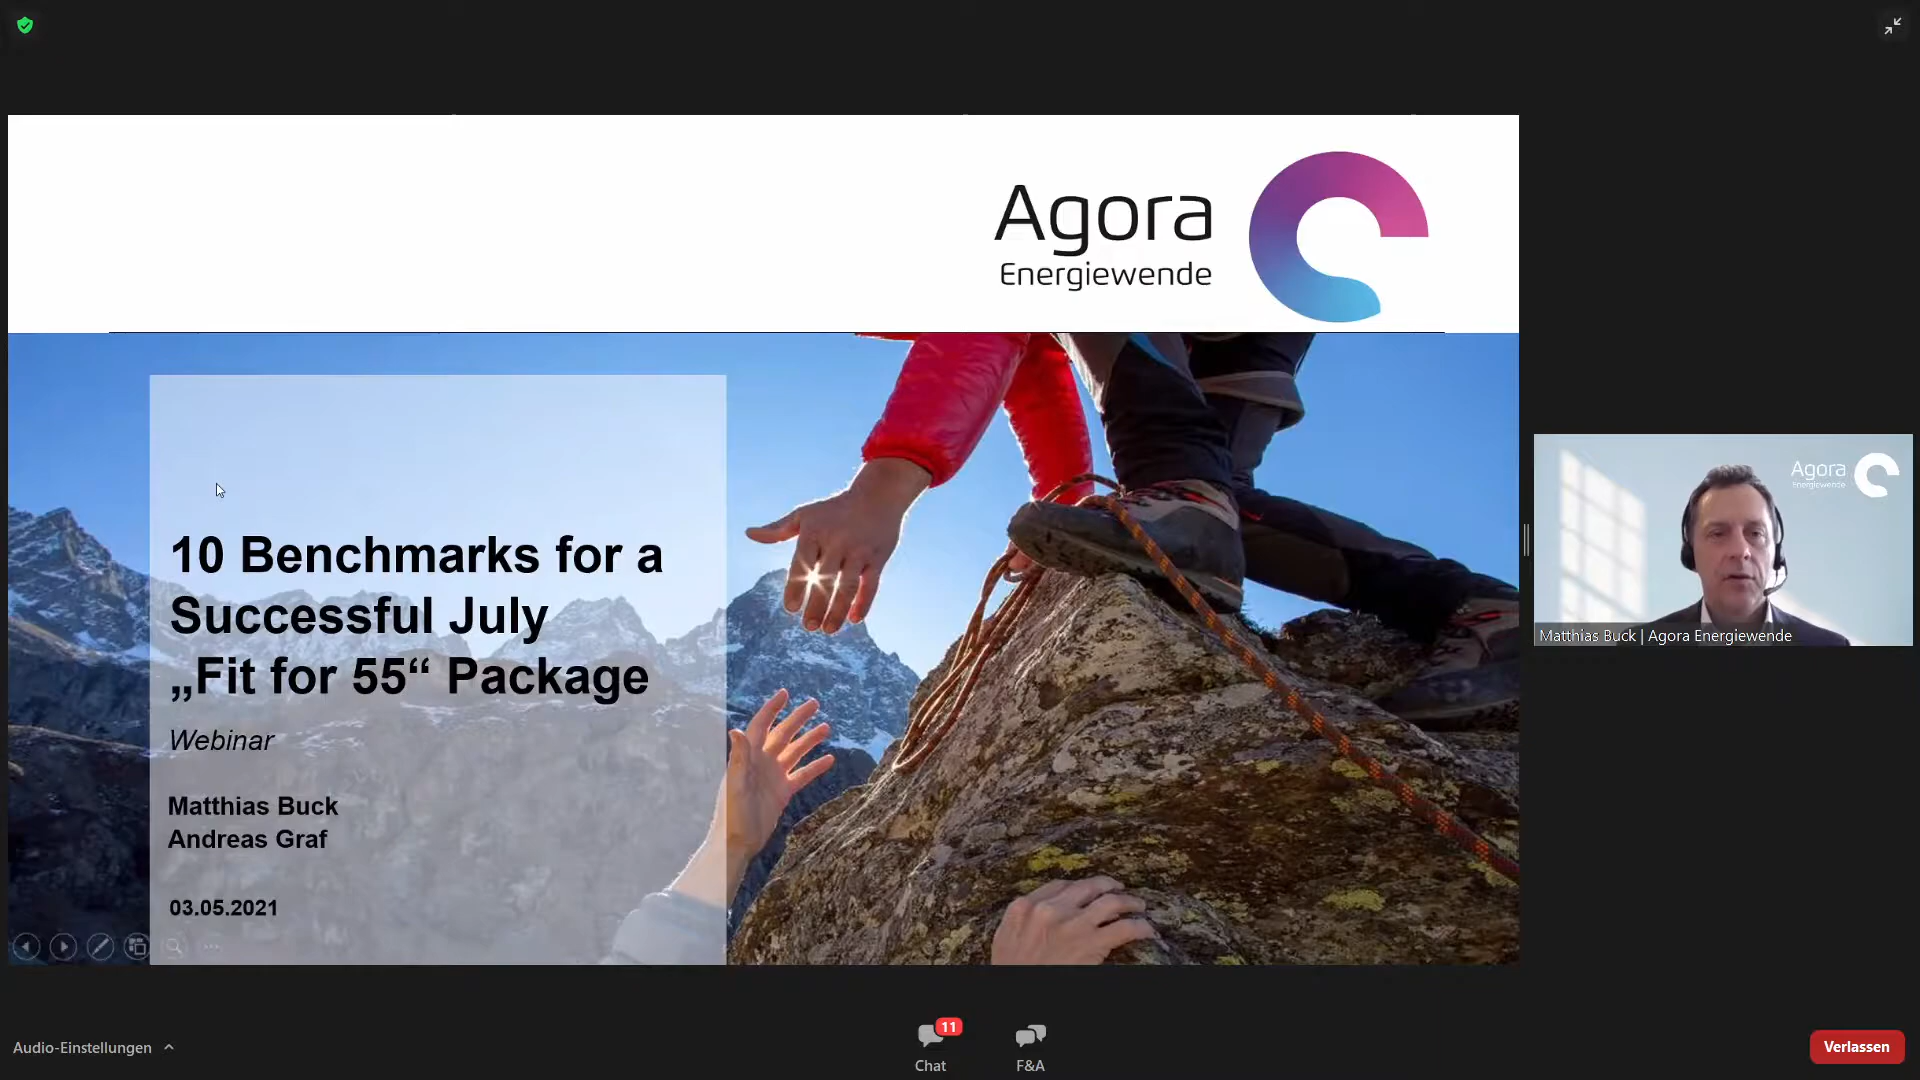 Agora
Energiewende
10 Benchmarks for a
Successful July
„Fit for 55“ Package
Webinar
Matthias Buck
Andreas Graf
03.05.2021
Agora
Energiewende
Matthias Buck | Agora Energiewende
Audio-Einstellungen
11
Chat
F&A
Verlassen